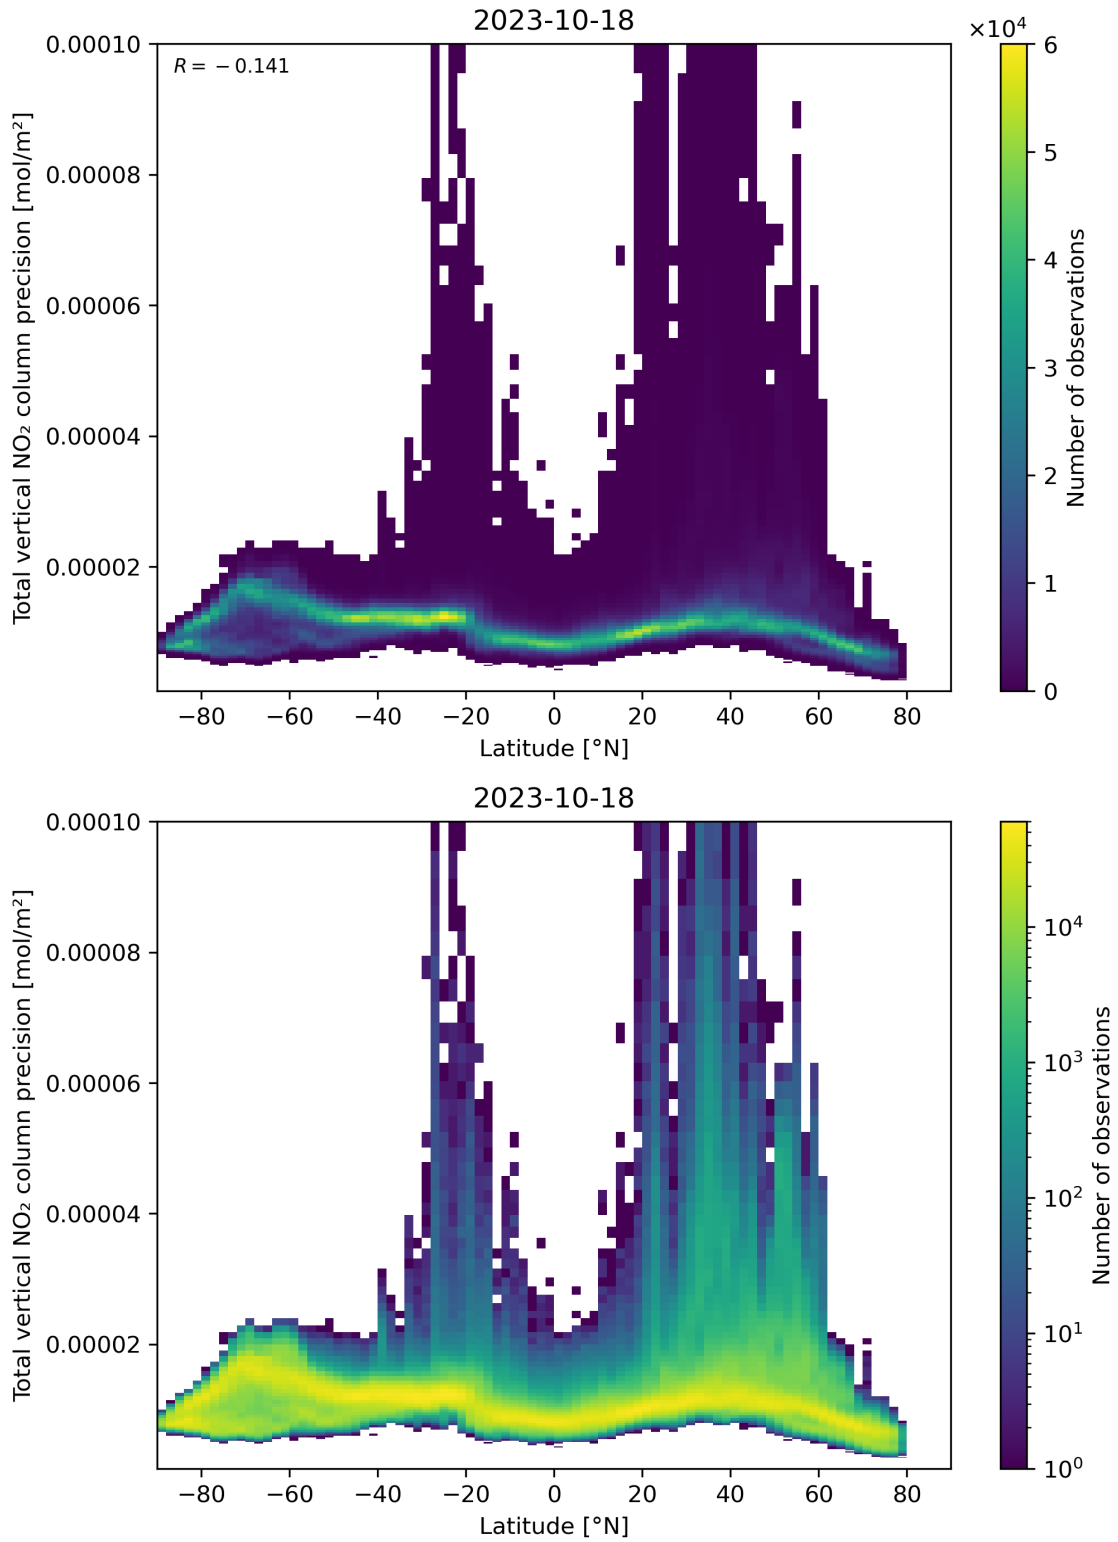 2023-10-18
×10⁴
R = − 0.141
0.00010
0.00008
0.00006
0.00004
0.00002
Total vertical NO₂ column precision [mol/m²]
−80 −60 −40 −20 0 20 40 60 80
Latitude [°N]
6
5
4
3
2
1
0
Number of observations
2023-10-18
0.00010
0.00008
0.00006
0.00004
0.00002
Total vertical NO₂ column precision [mol/m²]
−80 −60 −40 −20 0 20 40 60 80
Latitude [°N]
10⁴
10³
10²
10¹
10⁰
Number of observations